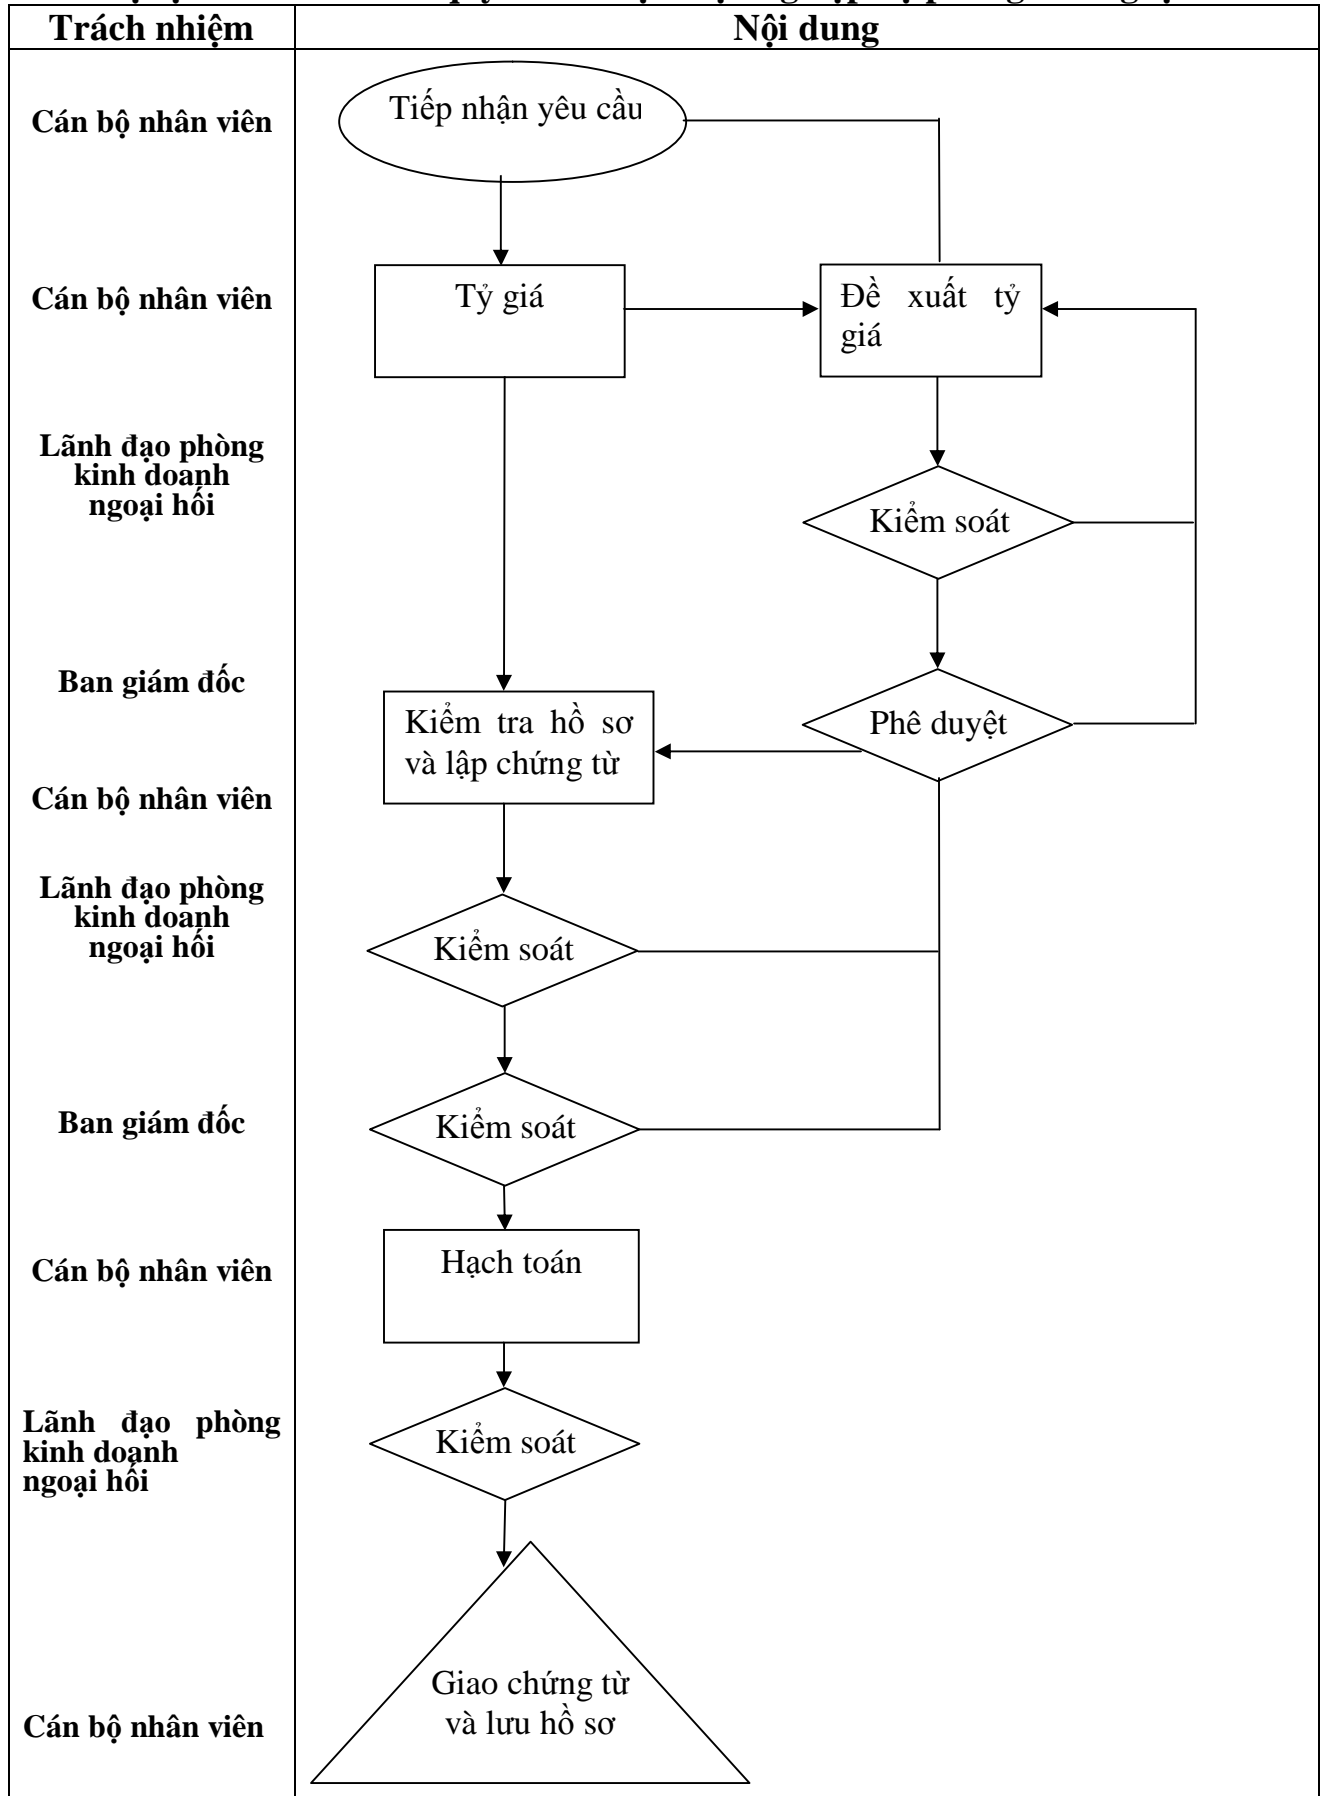 Trách nhiệm
Nội dung
Cán bộ nhân viên
Tiếp nhận yêu cầu
Cán bộ nhân viên
Tỷ giá
Đề xuất tỷ
giá
Lãnh đạo phòng
kinh doanh
ngoại hối
Kiểm soát
Ban giám đốc
Phê duyệt
Kiểm tra hồ sơ
và lập chứng từ
Cán bộ nhân viên
Lãnh đạo phòng
kinh doanh
ngoại hối
Kiểm soát
Ban giám đốc
Kiểm soát
Cán bộ nhân viên
Hạch toán
Lãnh đạo phòng
kinh doanh
ngoại hối
Kiểm soát
Giao chứng từ
và lưu hồ sơ
Cán bộ nhân viên